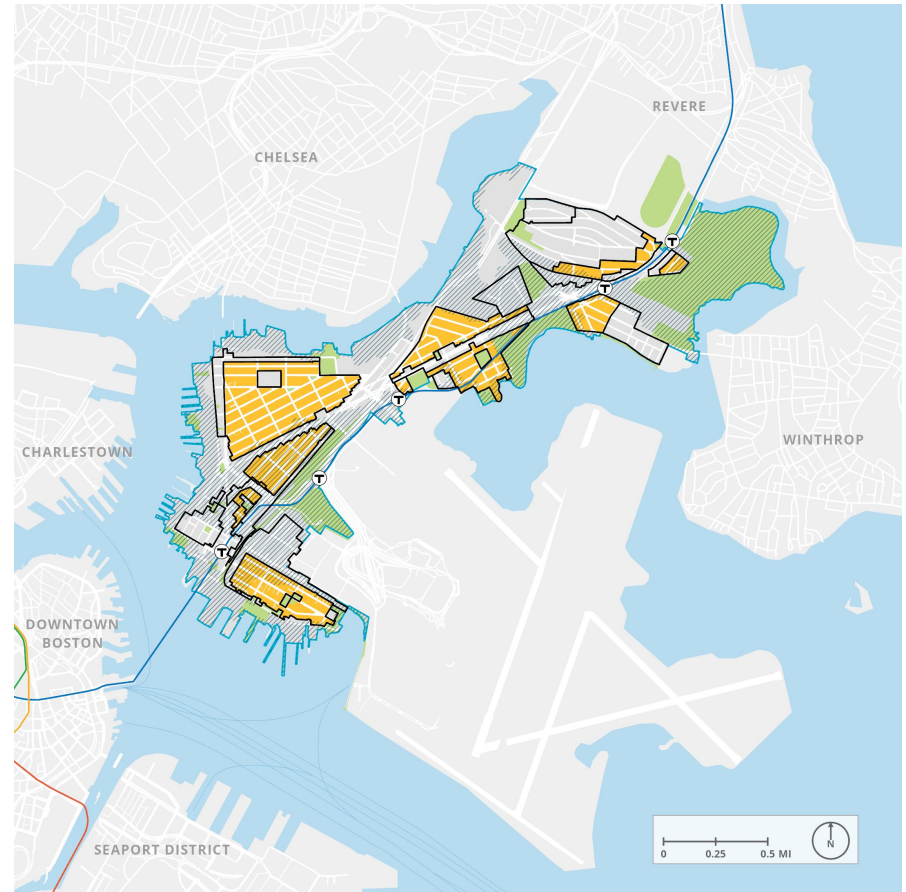 REVERE
CHELSEA
WINTHROP
CHARLESTOWN
DOWNTOWN
BOSTON
SEAPORT DISTRICT
T
T
T
T
T
0 0.25 0.5 MI
N